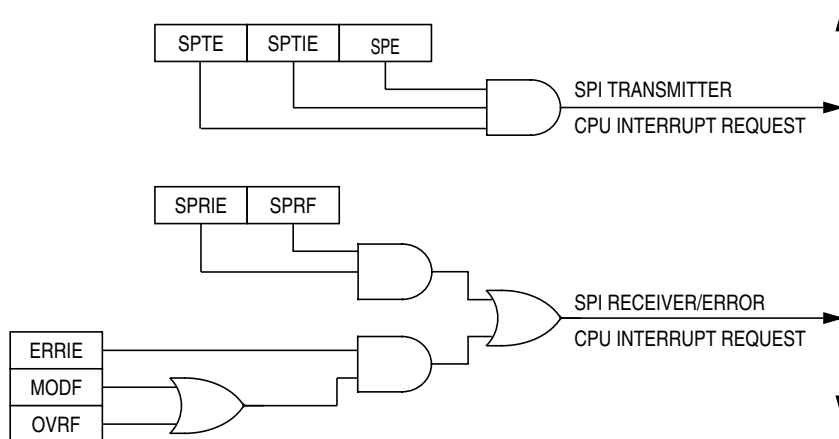 SPTE SPTIE SPE
SPI TRANSMITTER
CPU INTERRUPT REQUEST
SPRIE SPRF
SPI RECEIVER/ERROR
CPU INTERRUPT REQUEST
ERRIE
MODF
OVRF